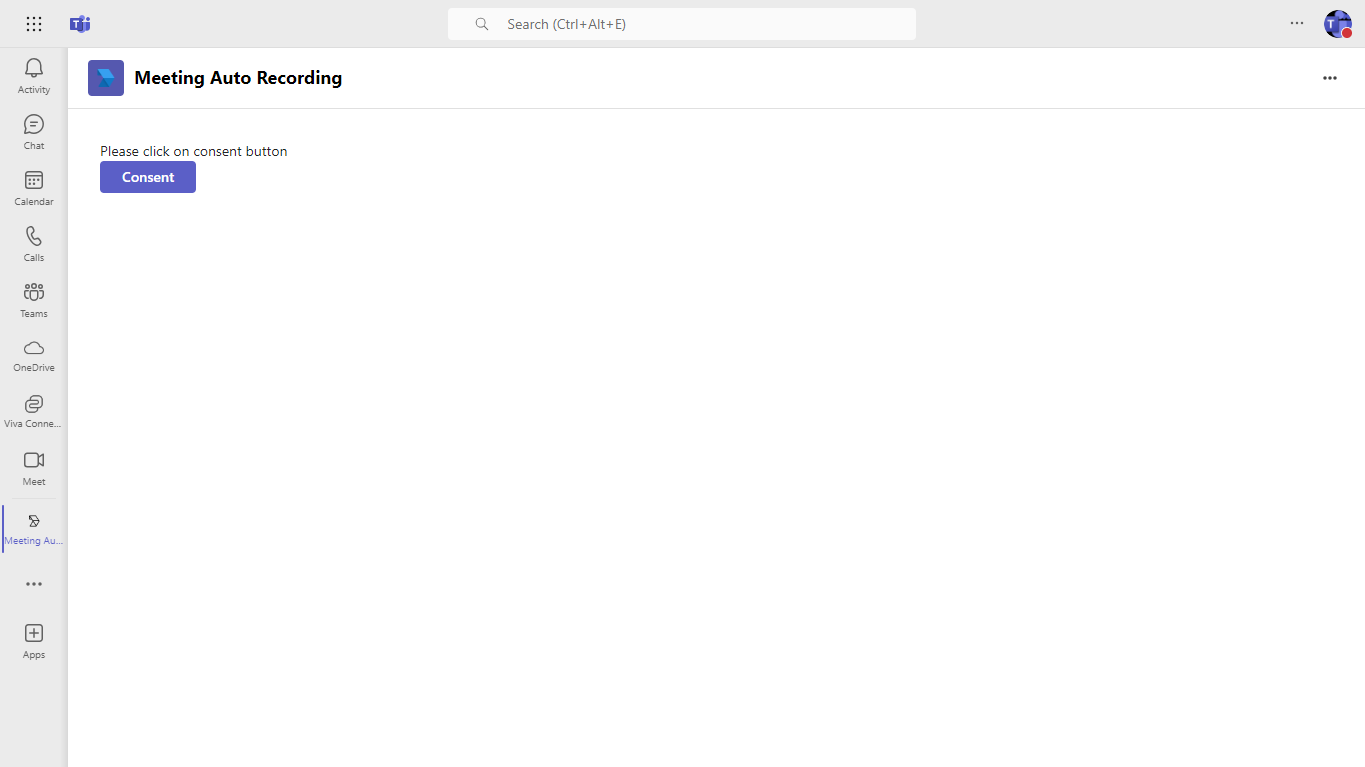 Search (Ctrl+Alt+E)
Activity
Chat
Calendar
Calls
Teams
OneDrive
Viva Conne...
Meet
Meeting Au...
Apps
Meeting Auto Recording
Please click on consent button
Consent